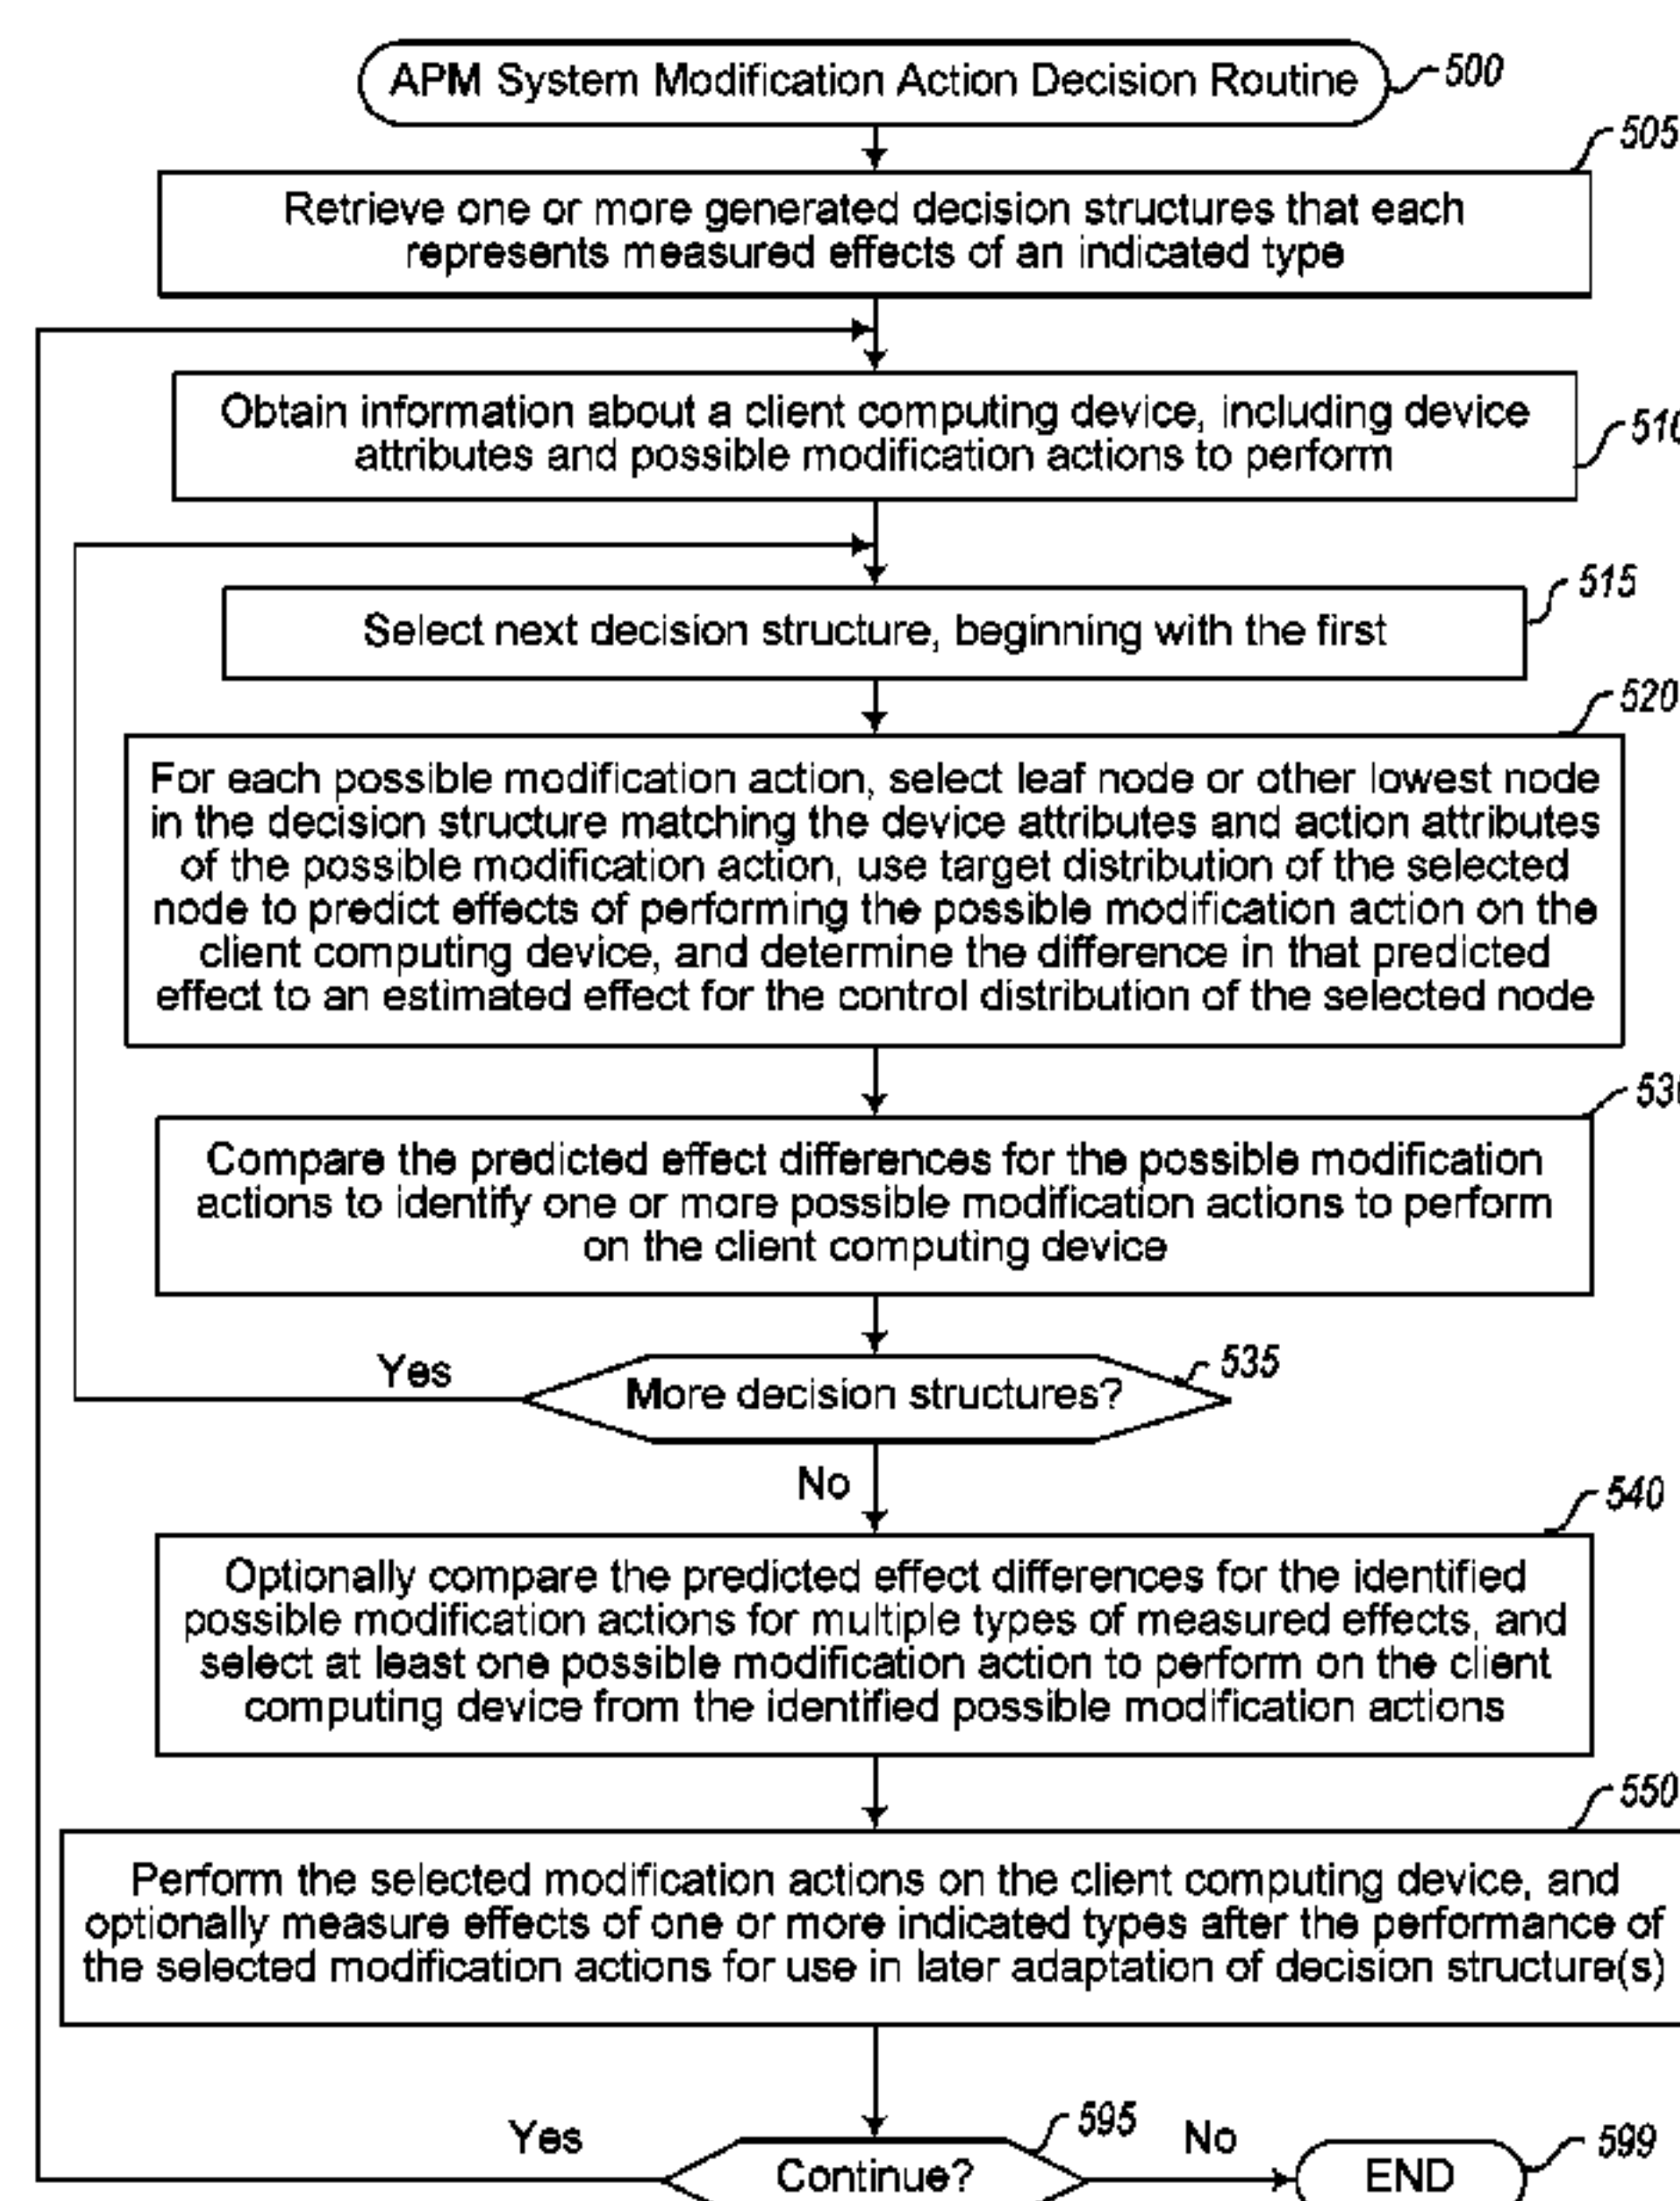 APM System Modification Action Decision Routine
500
505
Retrieve one or more generated decision structures that each
represents measured effects of an indicated type
Obtain information about a client computing device, including device
attributes and possible modification actions to perform
510
515
Select next decision structure, beginning with the first
520
For each possible modification action, select leaf node or other lowest node
in the decision structure matching the device attributes and action attributes
of the possible modification action, use target distribution of the selected
node to predict effects of performing the possible modification action on the
client computing device, and determine the difference in that predicted
effect to an estimated effect for the control distribution of the selected node
530
Compare the predicted effect differences for the possible modification
actions to identify one or more possible modification actions to perform
on the client computing device
Yes
More decision structures?
535
No
540
Optionally compare the predicted effect differences for the identified
possible modification actions for multiple types of measured effects, and
select at least one possible modification action to perform on the client
computing device from the identified possible modification actions
550
Perform the selected modification actions on the client computing device, and
optionally measure effects of one or more indicated types after the performance of
the selected modification actions for use in later adaptation of decision structure(s)
Yes
595
No
599
Continue?
END